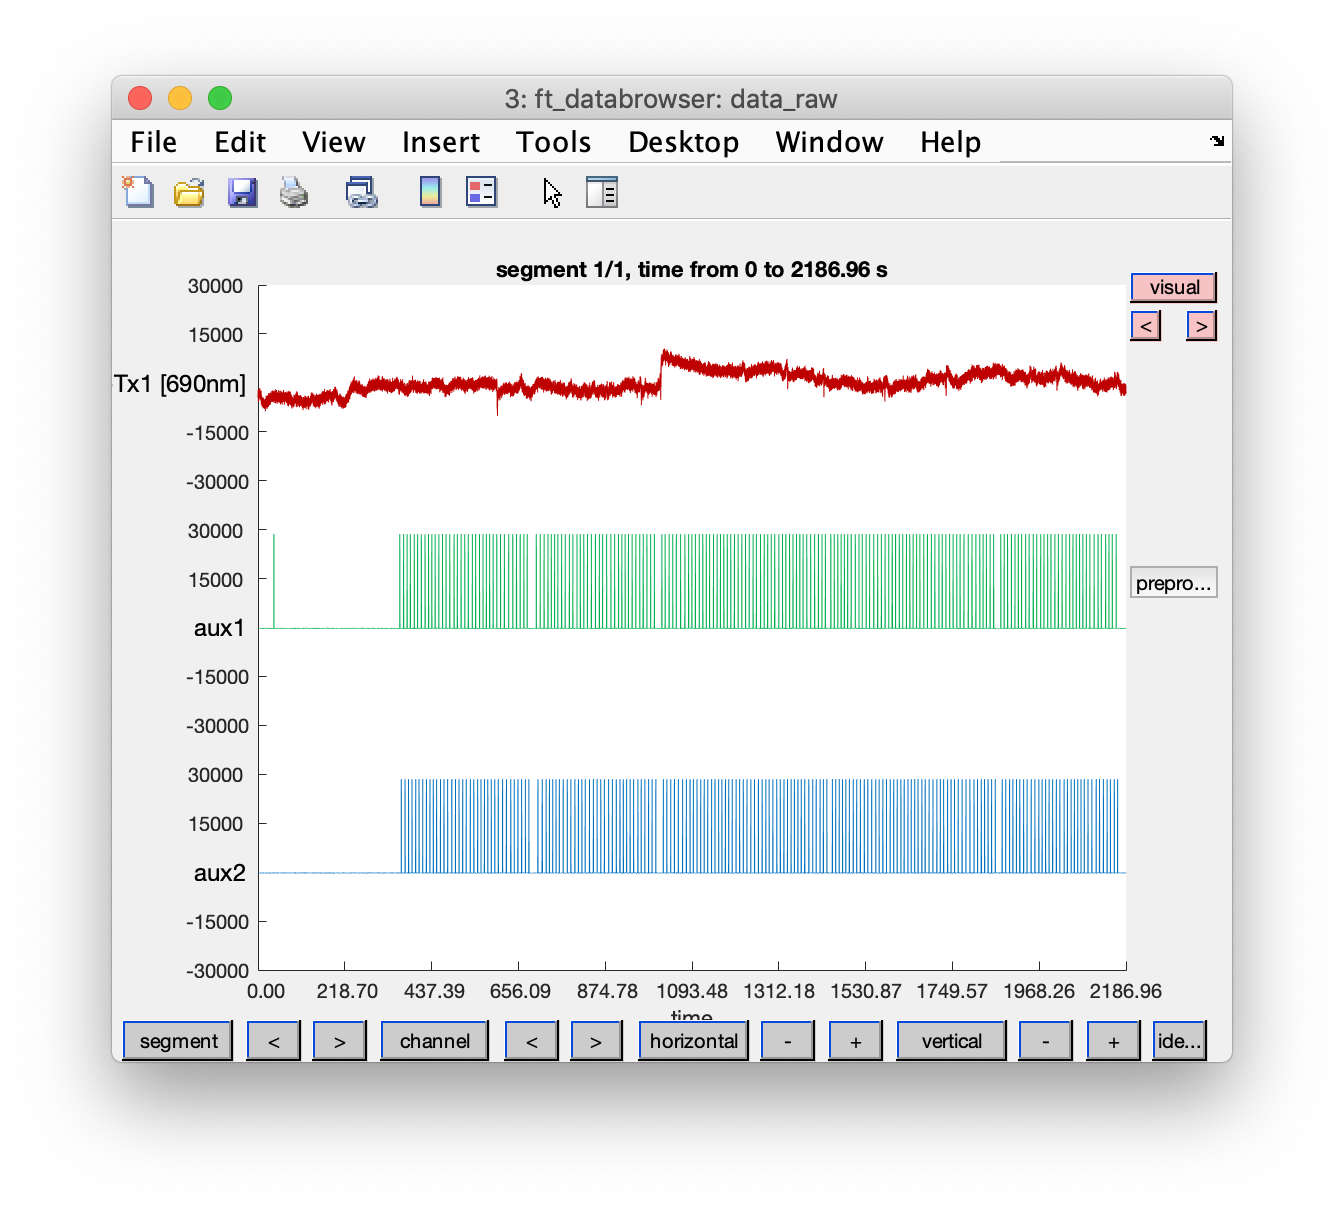 3: ft_databrowser: data_raw
File Edit View Insert Tools Desktop Window Help
segment 1/1, time from 0 to 2186.96 s
visual
< >
30000
15000
Tx1 [690nm]
-15000
-30000
30000
15000
aux1
-15000
-30000
30000
15000
aux2
-15000
-30000
prepro...
0.00 218.70 437.39 656.09 874.78 1093.48 1312.18 1530.87 1749.57 1968.26 2186.96
time
segment < > channel < > horizontal - + vertical - + ide...